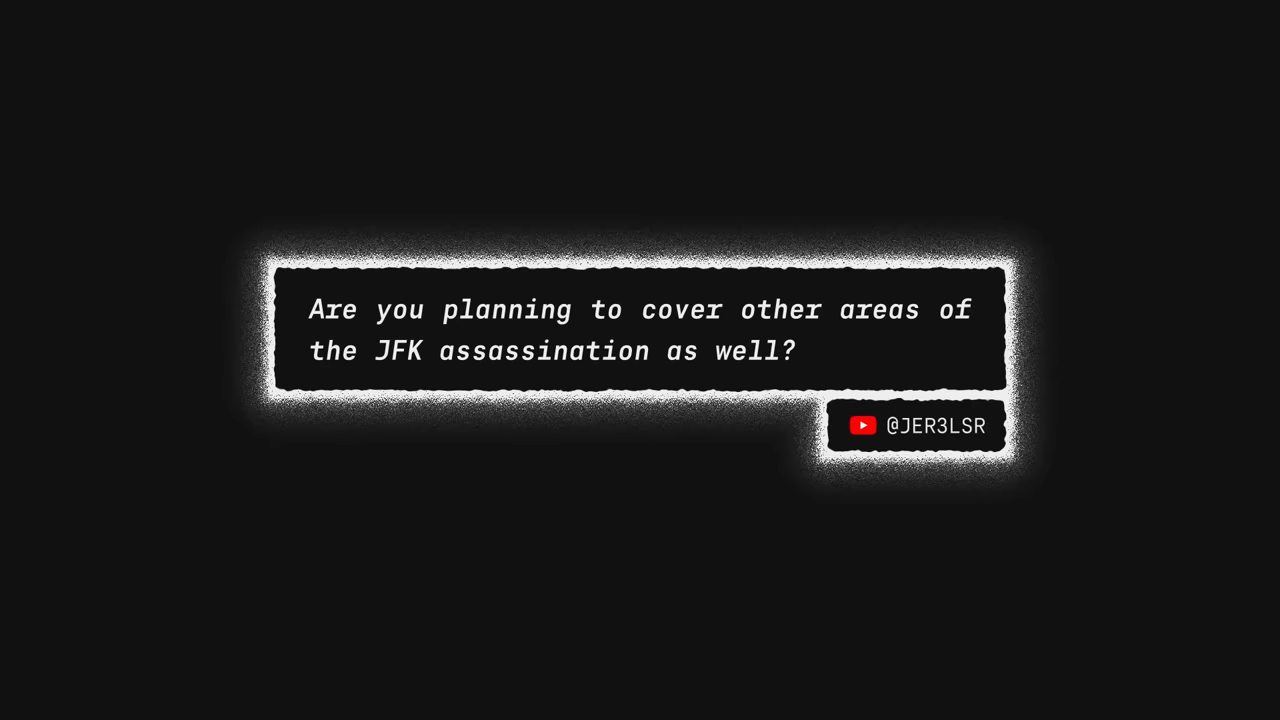 Are you planning to cover other areas of
the JFK assassination as well?
@JER3LSR